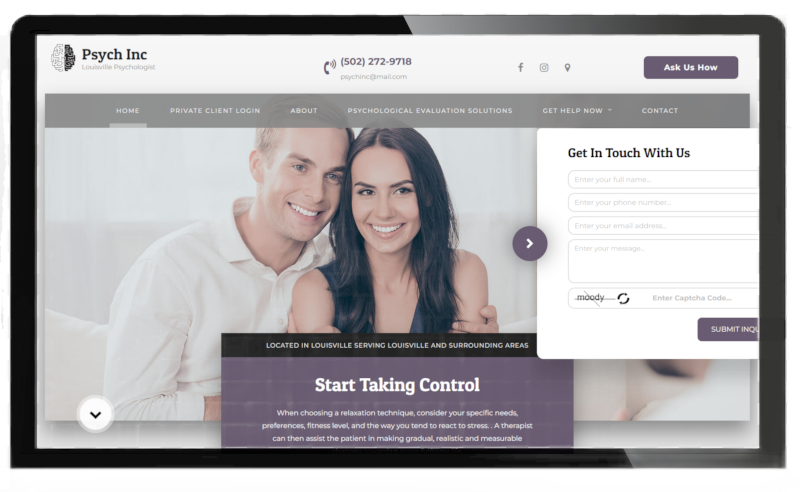 Psych Inc
Louisville Psychologist
(502) 272-9718
psychinc@mail.com
Ask Us How
HOME PRIVATE CLIENT LOGIN ABOUT PSYCHOLOGICAL EVALUATION SOLUTIONS GET HELP NOW CONTACT
Get In Touch With Us
Enter your full name...
Enter your phone number...
Enter your email address...
Enter your message...
moody
Enter Captcha Code...
SUBMIT INQU
LOCATED IN LOUISVILLE SERVING LOUISVILLE AND SURROUNDING AREAS
Start Taking Control
When choosing a relaxation technique, consider your specific needs,
preferences, fitness level, and the way you tend to react to stress. . A therapist
can then assist the patient in making gradual, realistic and measurable